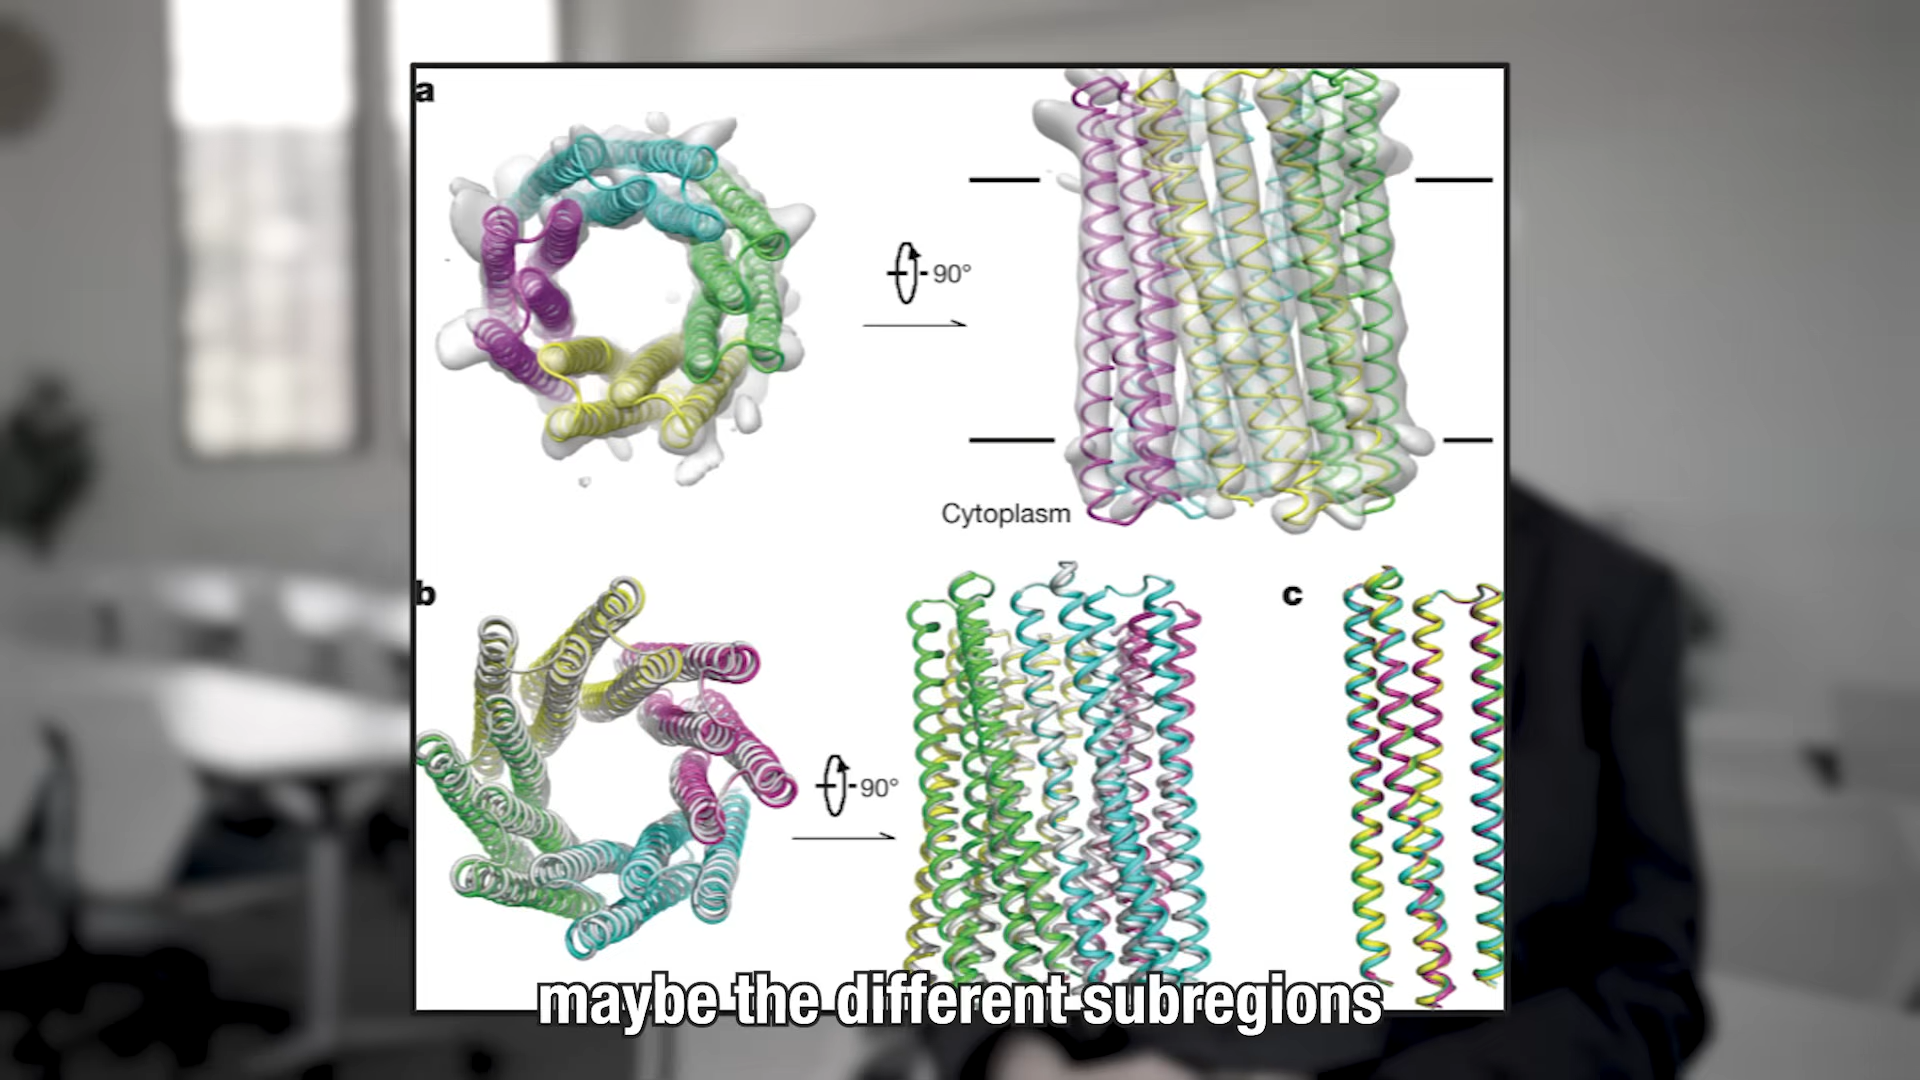 a
90°
Cytoplasm
b
c
90°
maybe the different subregions